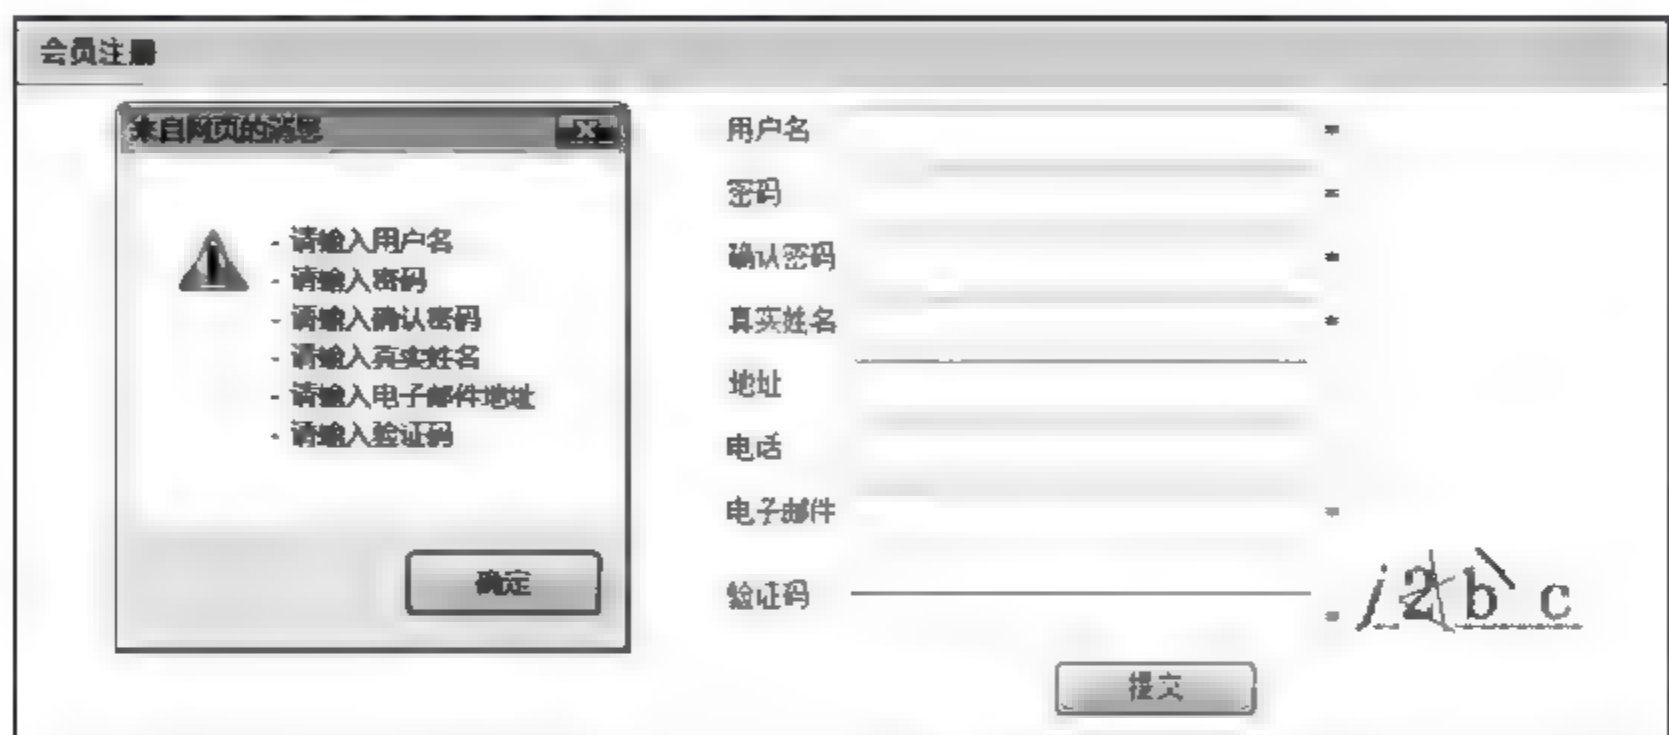 会员注册
来自网页的消息
- 请输入用户名
- 请输入密码
- 请输入确认密码
- 请输入真实姓名
- 请输入电子邮件地址
- 请输入验证码
确定
用户名 *
密码 *
确认密码 *
真实姓名 *
地址
电话
电子邮件 *
验证码 * j2bc
提交